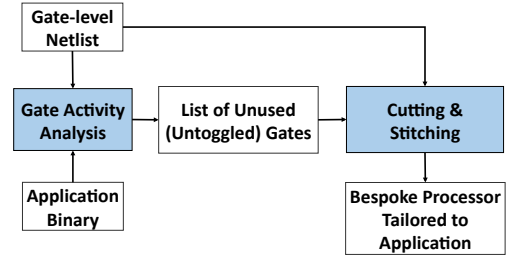 Gate-level
Netlist
Gate Activity
Analysis
List of Unused
(Untoggled) Gates
Cutting &
Stitching
Application
Binary
Bespoke Processor
Tailored to
Application